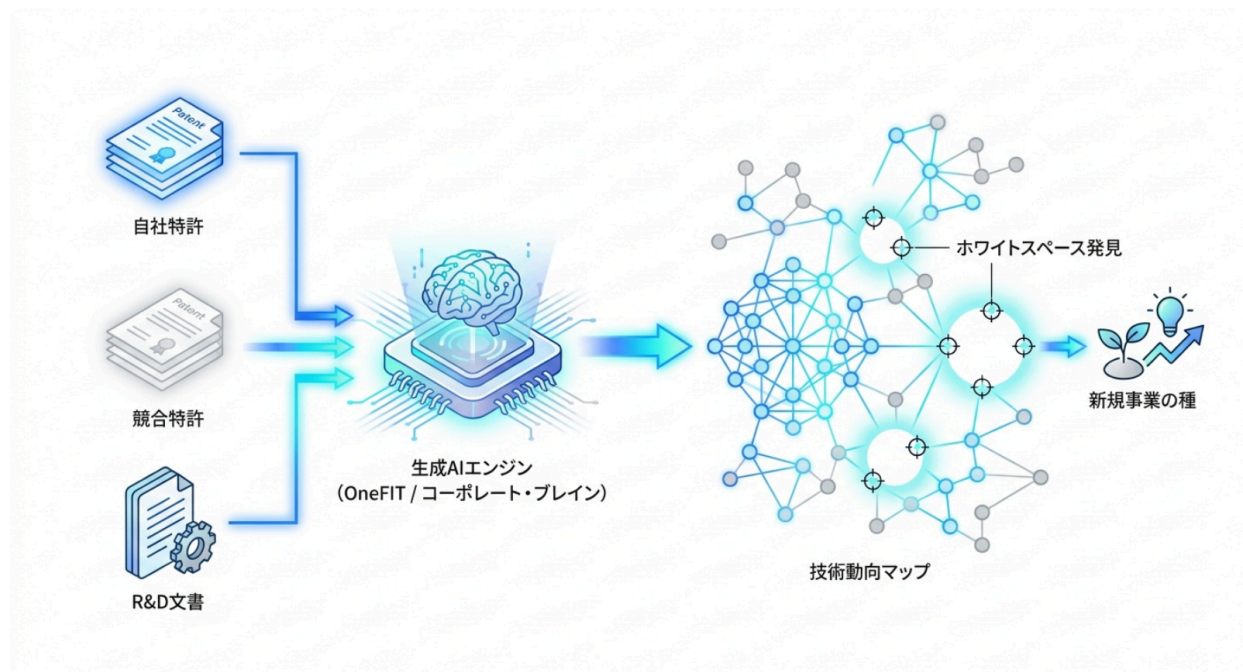 Patent
自社特許
Patent
競合特許
R&D文書
生成AIエンジン
（OneFIT / コーポレート・ブレイン）
ホワイトスペース発見
技術動向マップ
新規事業の種